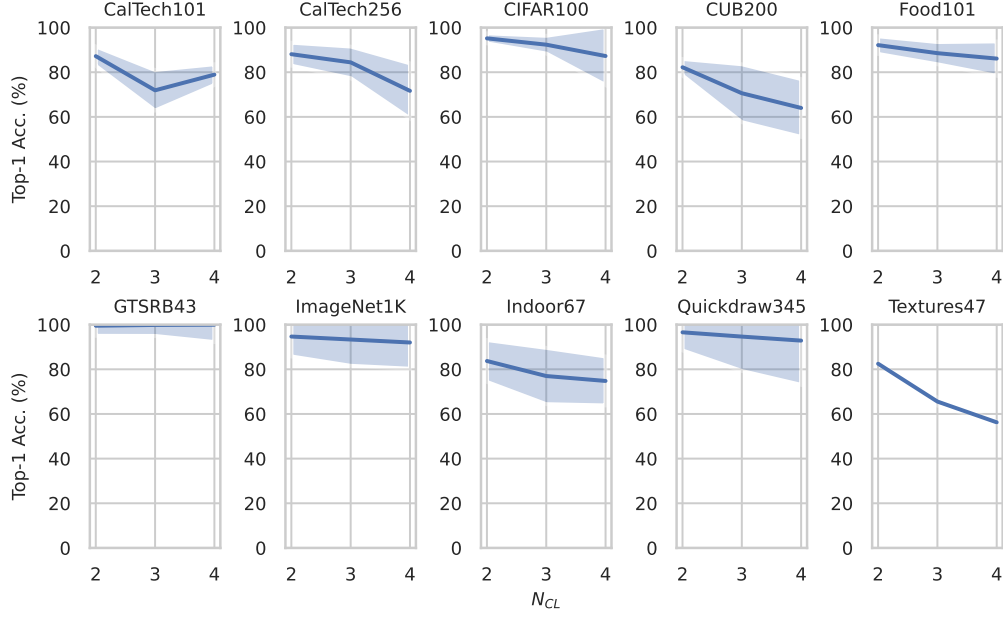 CalTech101 CalTech256 CIFAR100 CUB200 Food101
100 100 100 100 100
80 80 80 80 80
60 60 60 60 60
40 40 40 40 40
20 20 20 20 20
0 0 0 0 0
Top-1 Acc. (%)
2 3 4 2 3 4 2 3 4 2 3 4 2 3 4
GTSRB43 ImageNet1K Indoor67 Quickdraw345 Textures47
100 100 100 100 100
80 80 80 80 80
60 60 60 60 60
40 40 40 40 40
20 20 20 20 20
0 0 0 0 0
Top-1 Acc. (%)
2 3 4 2 3 4 2 3 4 2 3 4 2 3 4
N_CL